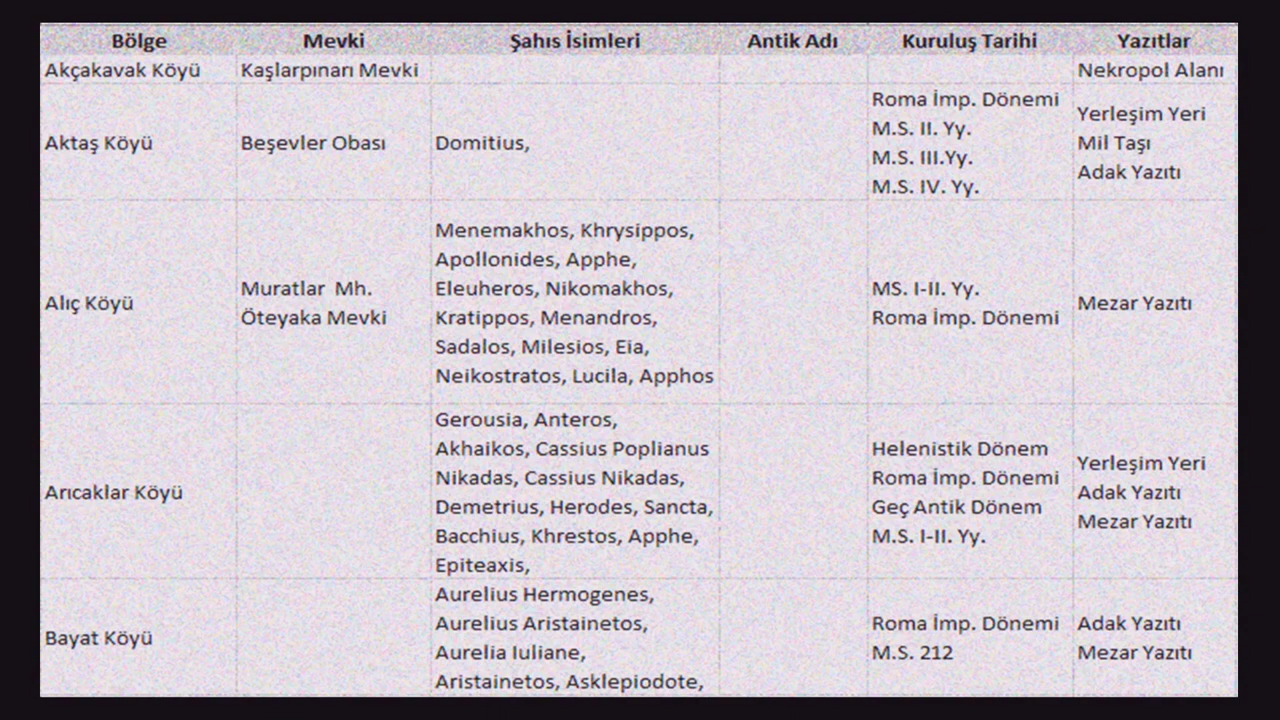 Bölge Mevki Şahıs İsimleri Antik Adı Kuruluş Tarihi Yazıtlar
Akçakavak Köyü Kaşlarpınarı Mevki Nekropol Alanı
Aktaş Köyü Beşevler Obası Domitius,
Roma İmp. Dönemi
M.S. II. Yy.
M.S. III.Yy.
M.S. IV. Yy.
Yerleşim Yeri
Mil Taşı
Adak Yazıtı
Alıç Köyü
Muratlar Mh.
Öteyaka Mevki
Menemakhos, Khrysippos,
Apollonides, Apphe,
Eleuheros, Nikomakhos,
Kratippos, Menandros,
Sadalos, Milesios, Eia,
Neikostratos, Lucila, Apphos
MS. I-II. Yy.
Roma İmp. Dönemi
Mezar Yazıtı
Arıcaklar Köyü
Gerousia, Anteros,
Akhaikos, Cassius Poplianus
Nikadas, Cassius Nikadas,
Demetrius, Herodes, Sancta,
Bacchius, Khrestos, Apphe,
Epiteaxis,
Helenistik Dönem
Roma İmp. Dönemi
Geç Antik Dönem
M.S. I-II. Yy.
Yerleşim Yeri
Adak Yazıtı
Mezar Yazıtı
Bayat Köyü
Aurelius Hermogenes,
Aurelius Aristainetos,
Aurelia Iuliane,
Aristainetos, Asklepiodote,
Roma İmp. Dönemi
M.S. 212
Adak Yazıtı
Mezar Yazıtı